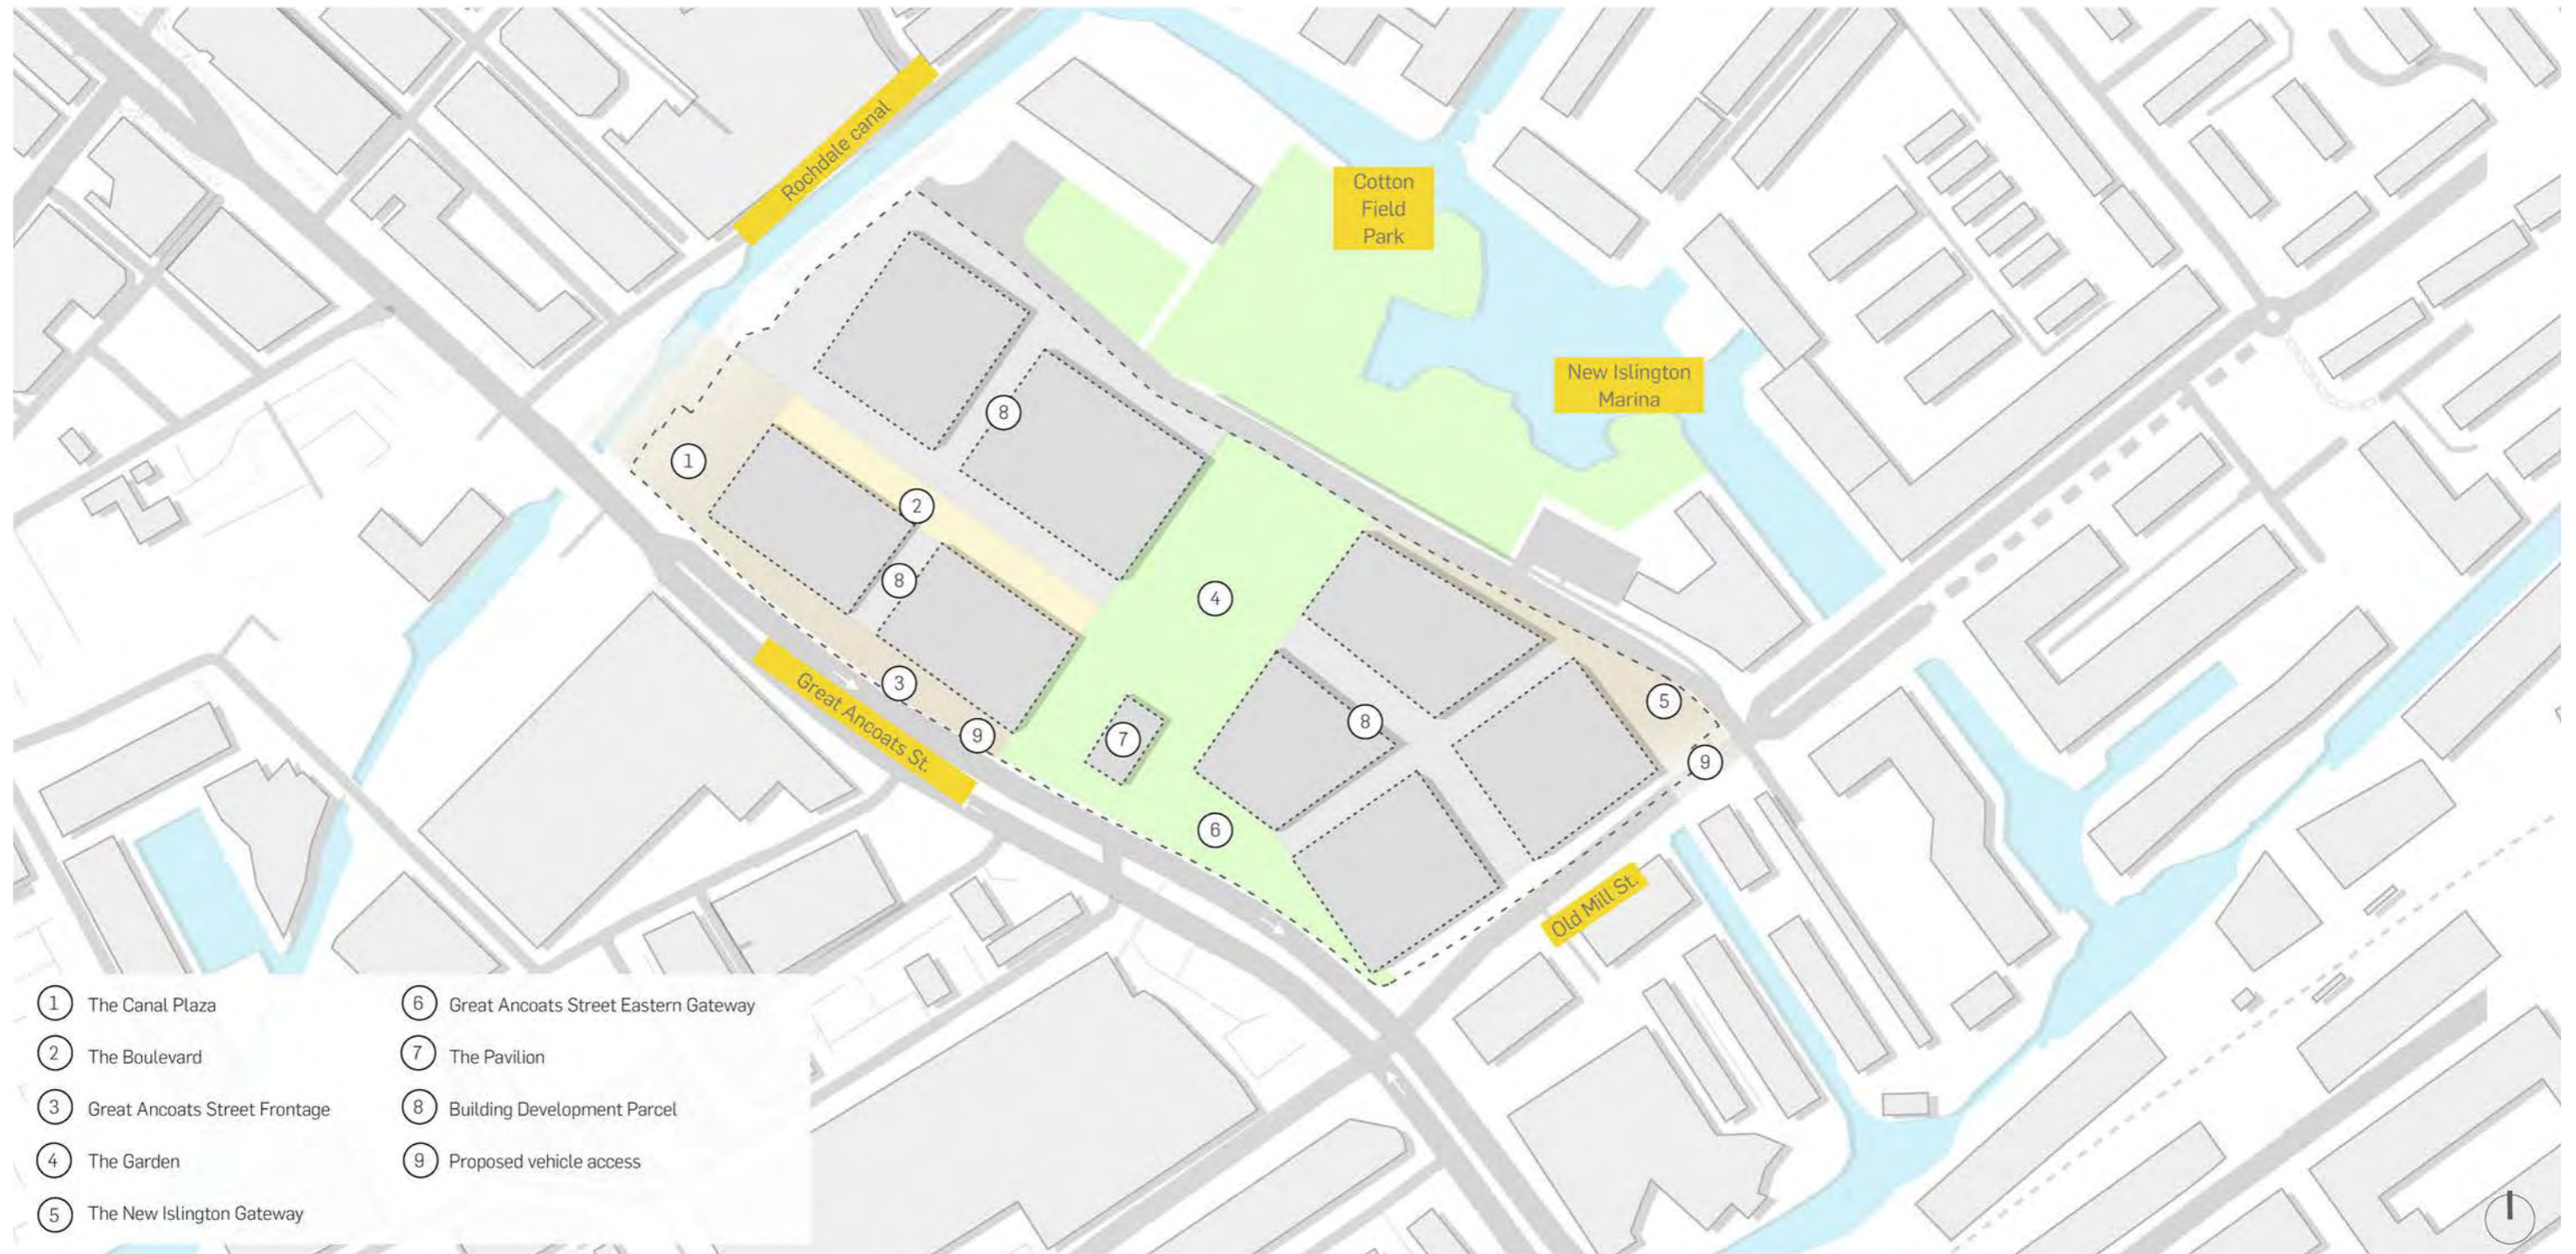 Rochdale canal
Cotton
Field
Park
New Islington
Marina
1
8
2
8
4
3
Great Ancoats St.
9
7
8
5
9
6
Old Mill St.
1 The Canal Plaza
2 The Boulevard
3 Great Ancoats Street Frontage
4 The Garden
5 The New Islington Gateway
6 Great Ancoats Street Eastern Gateway
7 The Pavilion
8 Building Development Parcel
9 Proposed vehicle access